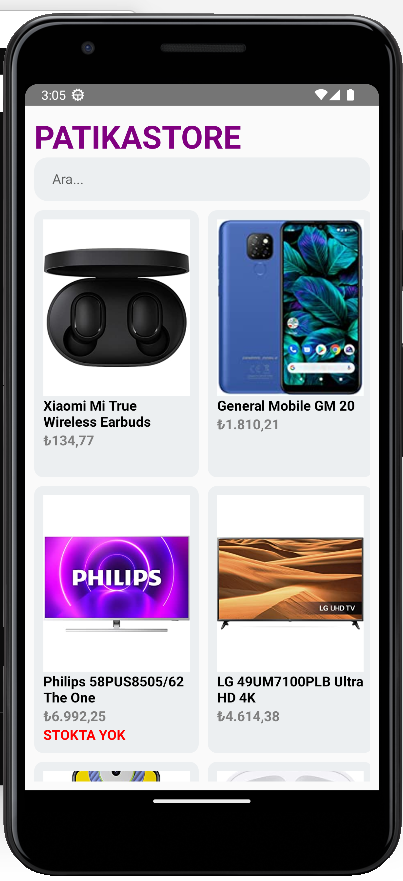 3:05
PATIKASTORE
Ara...
Xiaomi Mi True
Wireless Earbuds
₺134,77
General Mobile GM 20
₺1.810,21
PHILIPS
Philips 58PUS8505/62
The One
₺6.992,25
STOKTA YOK
LG UHD TV
LG 49UM7100PLB Ultra
HD 4K
₺4.614,38